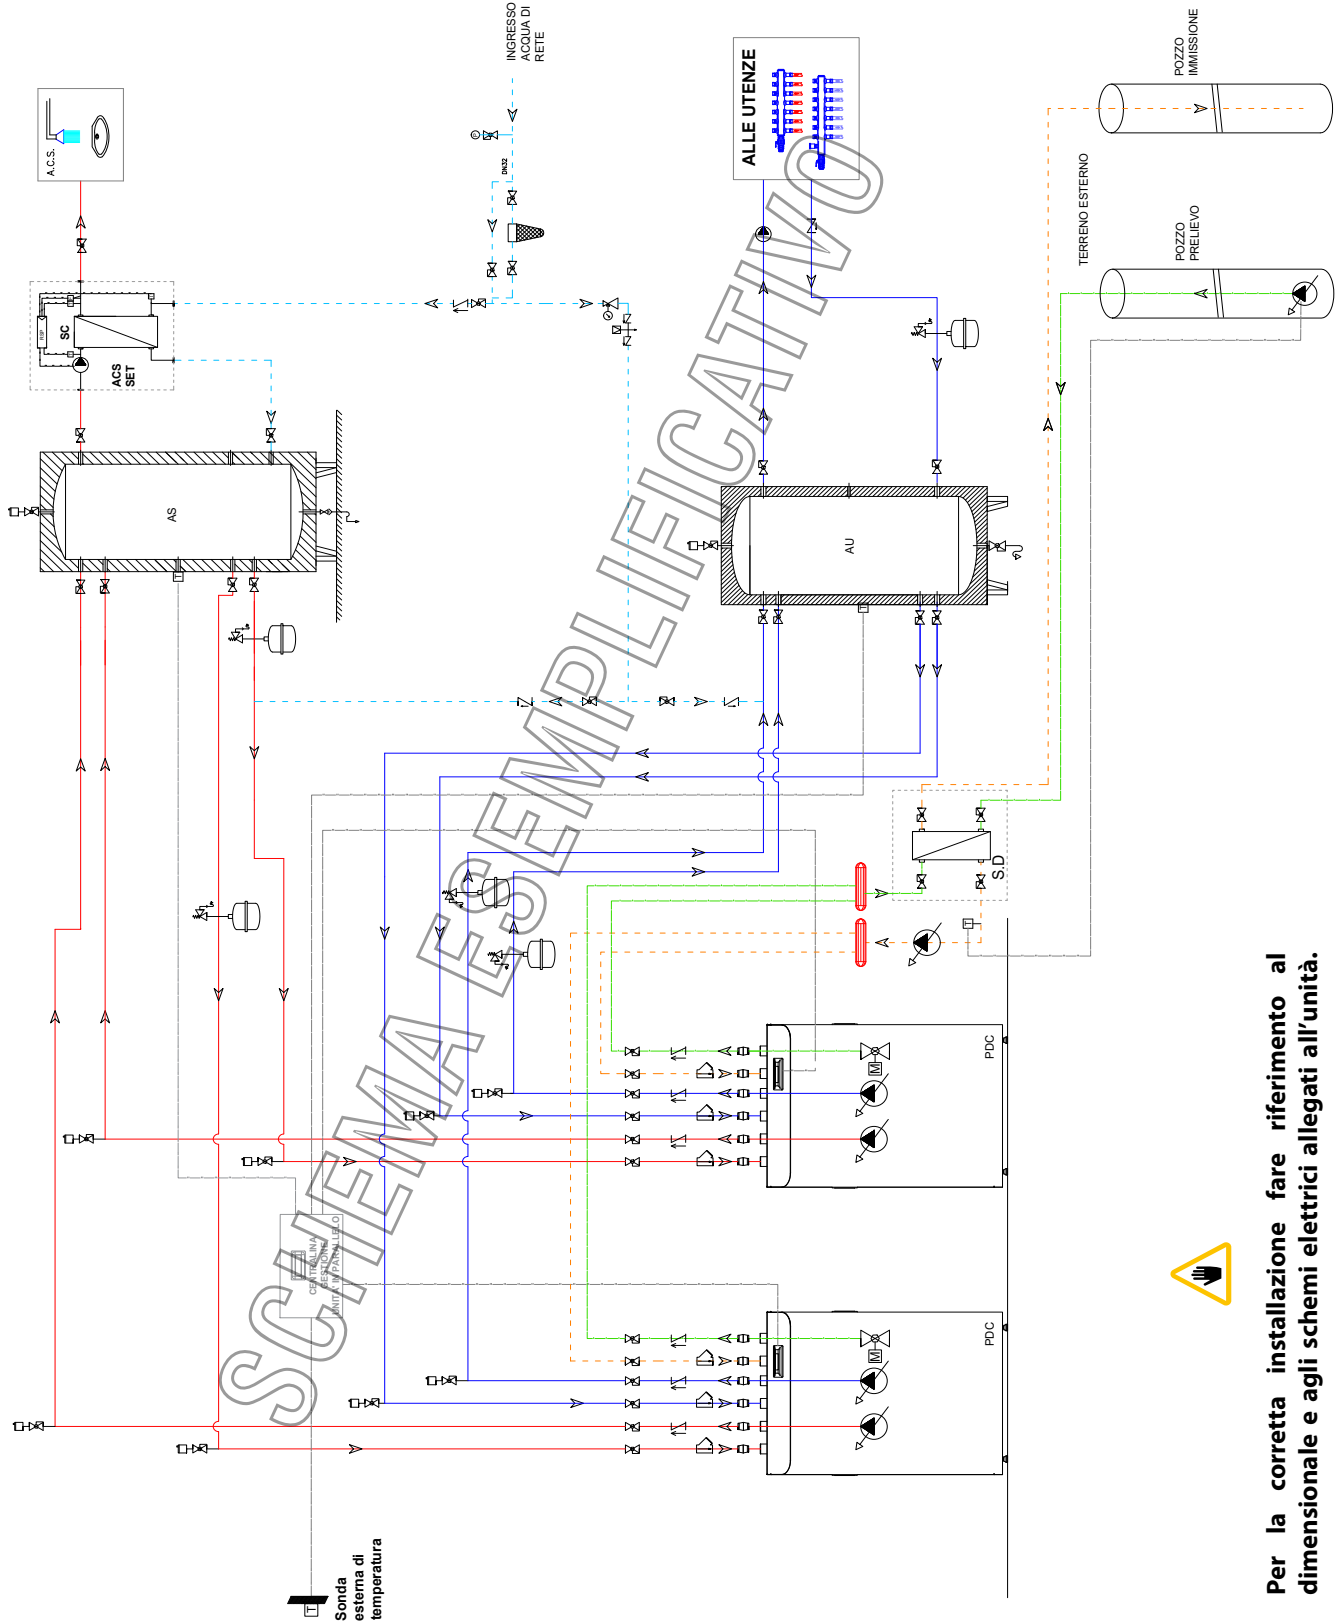 A.C.S.
INGRESSO
ACQUA DI
RETE
DN32
P
ALLE UTENZE
POZZO
IMMISSIONE
TERRENO ESTERNO
POZZO
PRELIEVO
SC
ACS
SET
AS
T
AU
T
M
S.D
T
SCHEMA ESEMPLIFICATIVO
CENTRALINA
GESTIONE
UNITA' IN PARALLELO
PDC
M
PDC
M
T
Sonda
esterna di
temperatura
Per la corretta installazione fare riferimento al
dimensionale e agli schemi elettrici allegati all'unità.